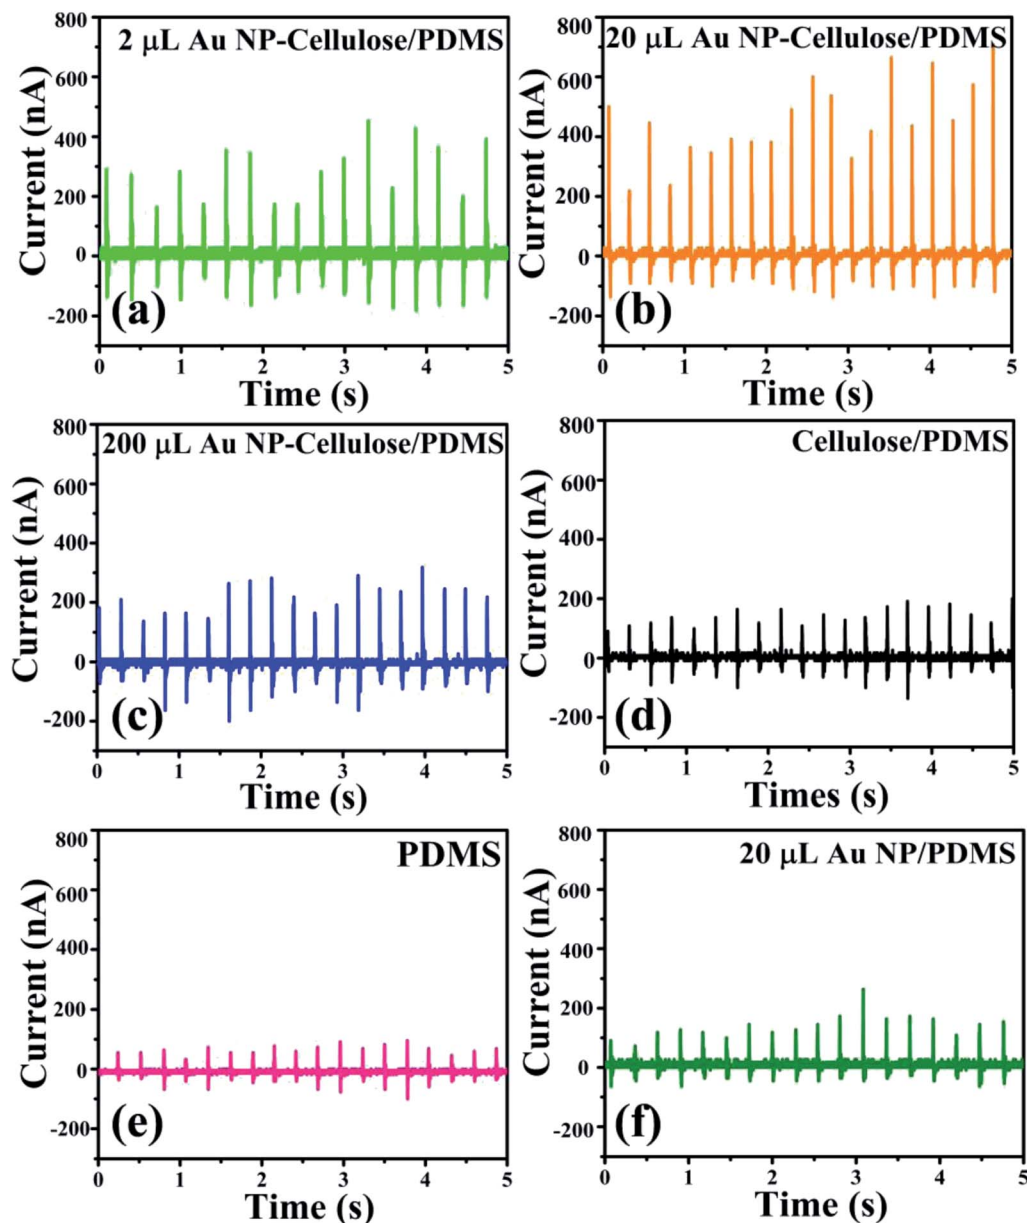 2 μL Au NP-Cellulose/PDMS
800
600
400
200
0
-200
Current (nA)
(a)
0 1 2 3 4 5
Time (s)
20 μL Au NP-Cellulose/PDMS
800
600
400
200
0
-200
Current (nA)
(b)
0 1 2 3 4 5
Time (s)
200 μL Au NP-Cellulose/PDMS
800
600
400
200
0
-200
Current (nA)
(c)
0 1 2 3 4 5
Time (s)
Cellulose/PDMS
800
600
400
200
0
-200
Current (nA)
(d)
0 1 2 3 4 5
Times (s)
PDMS
800
600
400
200
0
-200
Current (nA)
(e)
0 1 2 3 4 5
Time (s)
20 μL Au NP/PDMS
800
600
400
200
0
-200
Current (nA)
(f)
0 1 2 3 4 5
Time (s)